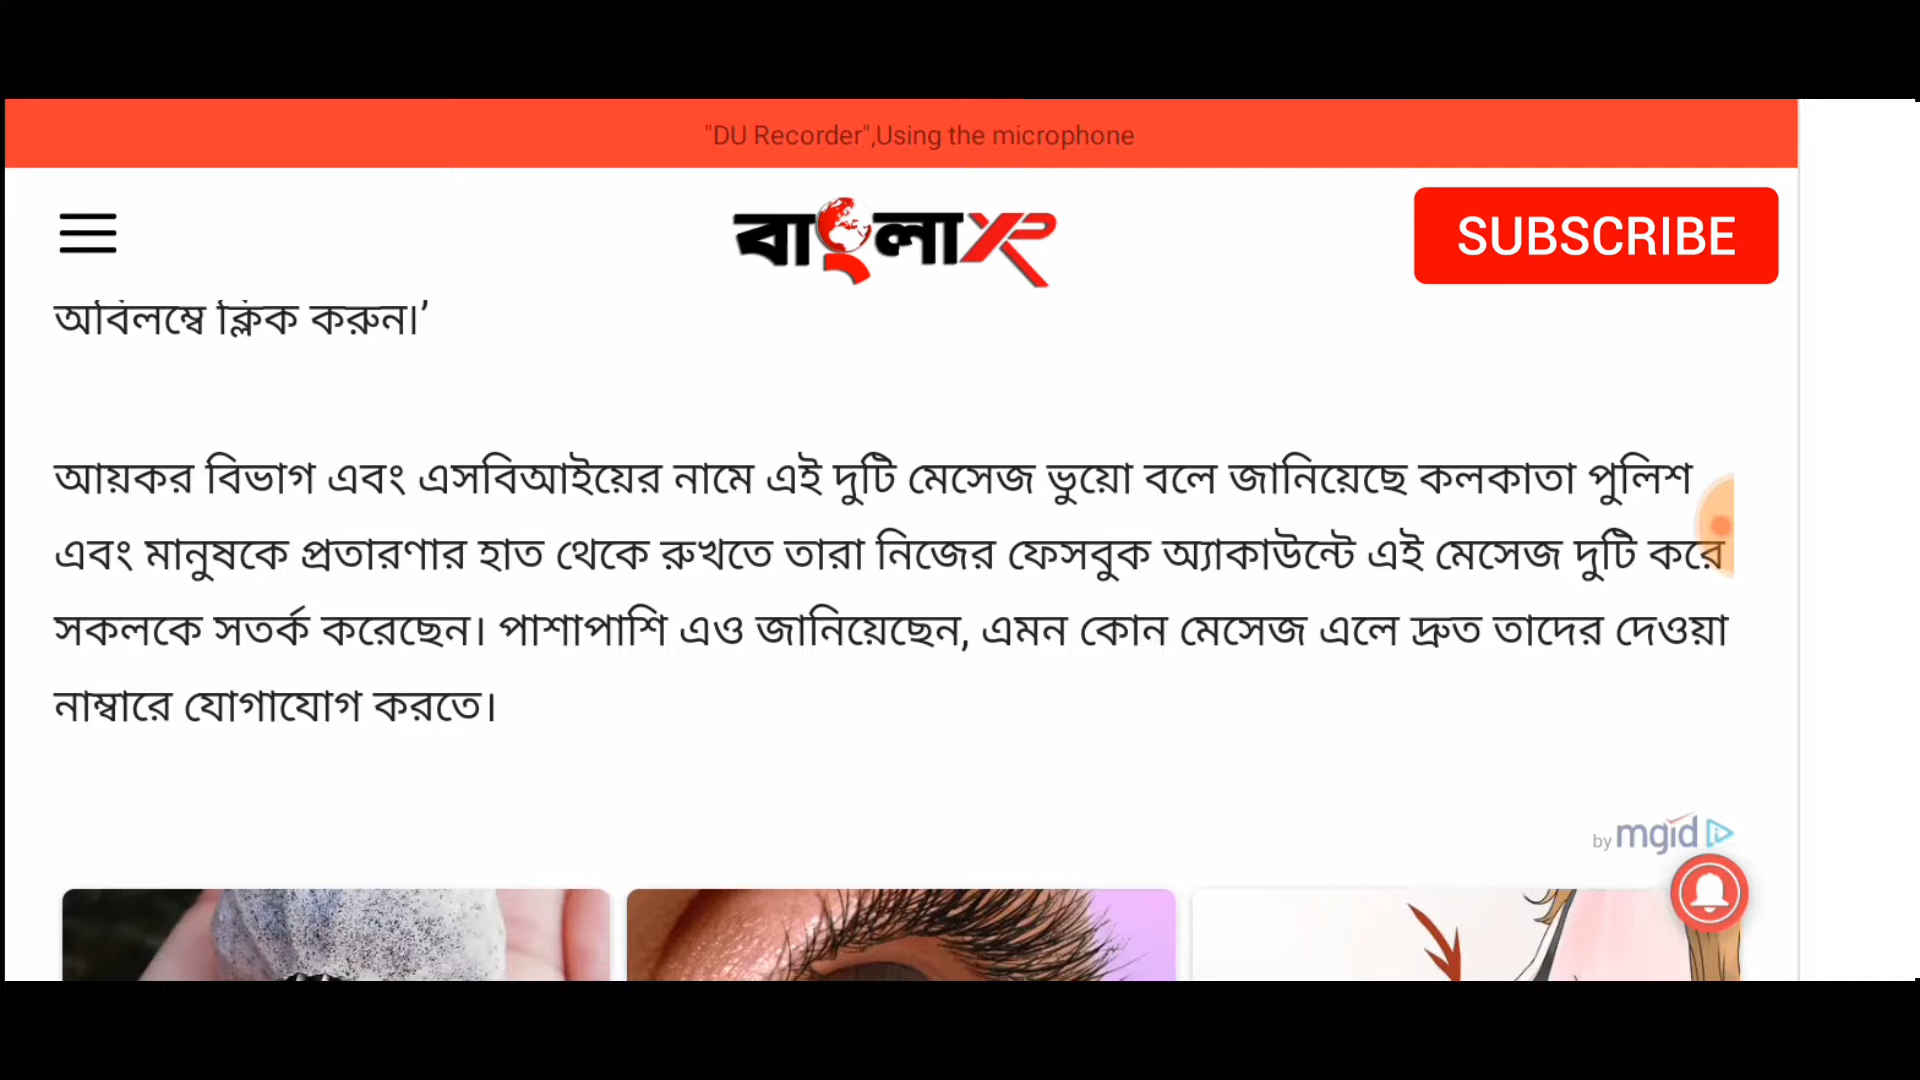 "DU Recorder",Using the microphone
বাংলাXP
SUBSCRIBE
অবিলম্বে ক্লিক করুন।’
আয়কর বিভাগ এবং এসবিআইয়ের নামে এই দুটি মেসেজ ভুয়ো বলে জানিয়েছে কলকাতা পুলিশ
এবং মানুষকে প্রতারণার হাত থেকে রুখতে তারা নিজের ফেসবুক অ্যাকাউন্টে এই মেসেজ দুটি করে
সকলকে সতর্ক করেছেন। পাশাপাশি এও জানিয়েছেন, এমন কোন মেসেজ এলে দ্রুত তাদের দেওয়া
নাম্বারে যোগাযোগ করতে।
by mgid